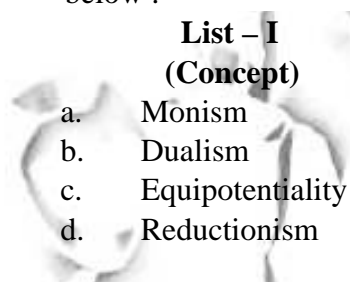 below :
List – I
(Concept)
a. Monism
b. Dualism
c. Equipotentiality
d. Reductionism